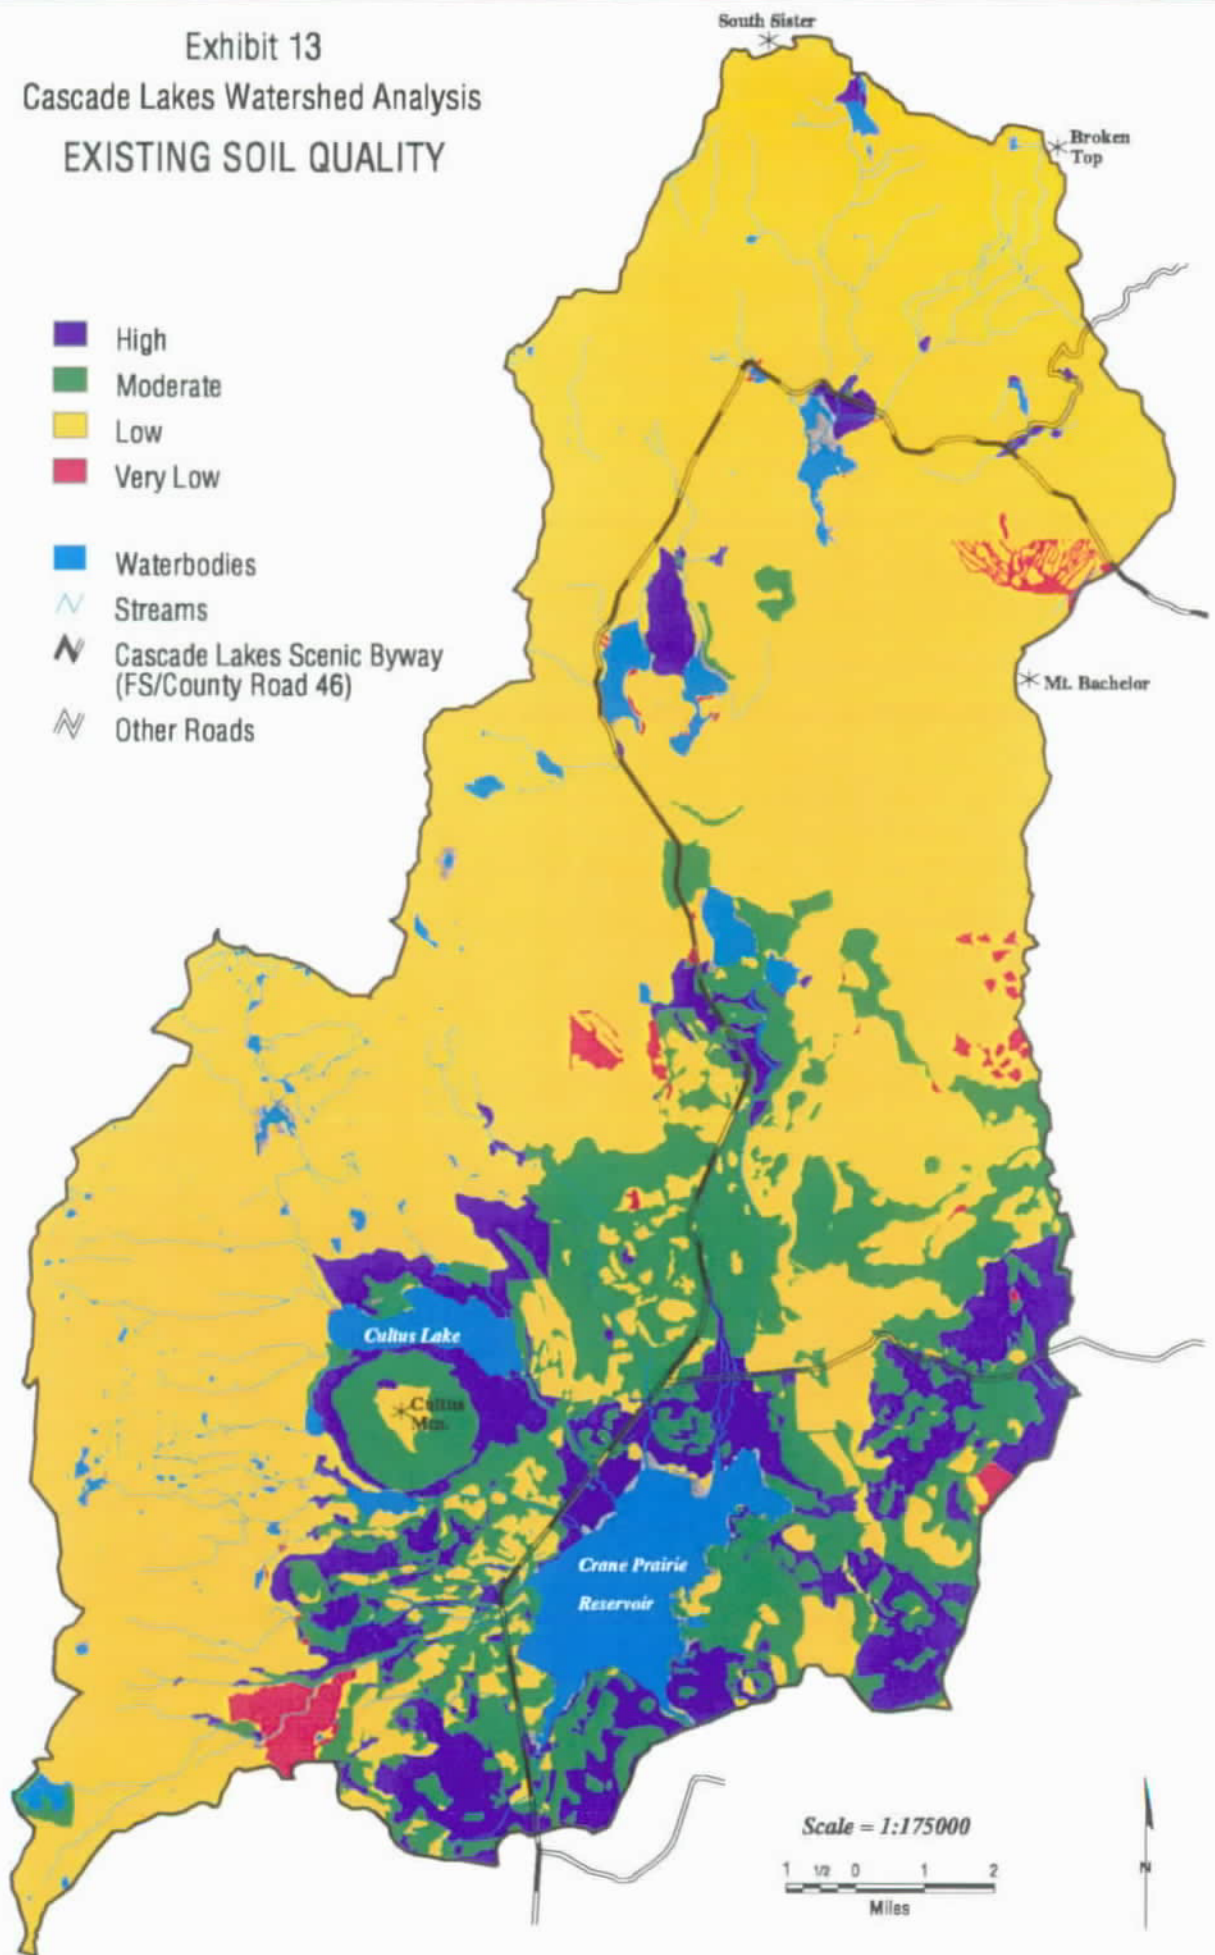 South Sister
Exhibit 13
Cascade Lakes Watershed Analysis
EXISTING SOIL QUALITY
Broken
Top
High
Moderate
Low
Very Low
Waterbodies
Streams
Cascade Lakes Scenic Byway
(FS/County Road 46)
Other Roads
Mt. Bachelor
Cultus Lake
Cultus
Mtn.
Crane Prairie
Reservoir
Scale = 1:175000
1 1/2 0 1 2
Miles
N